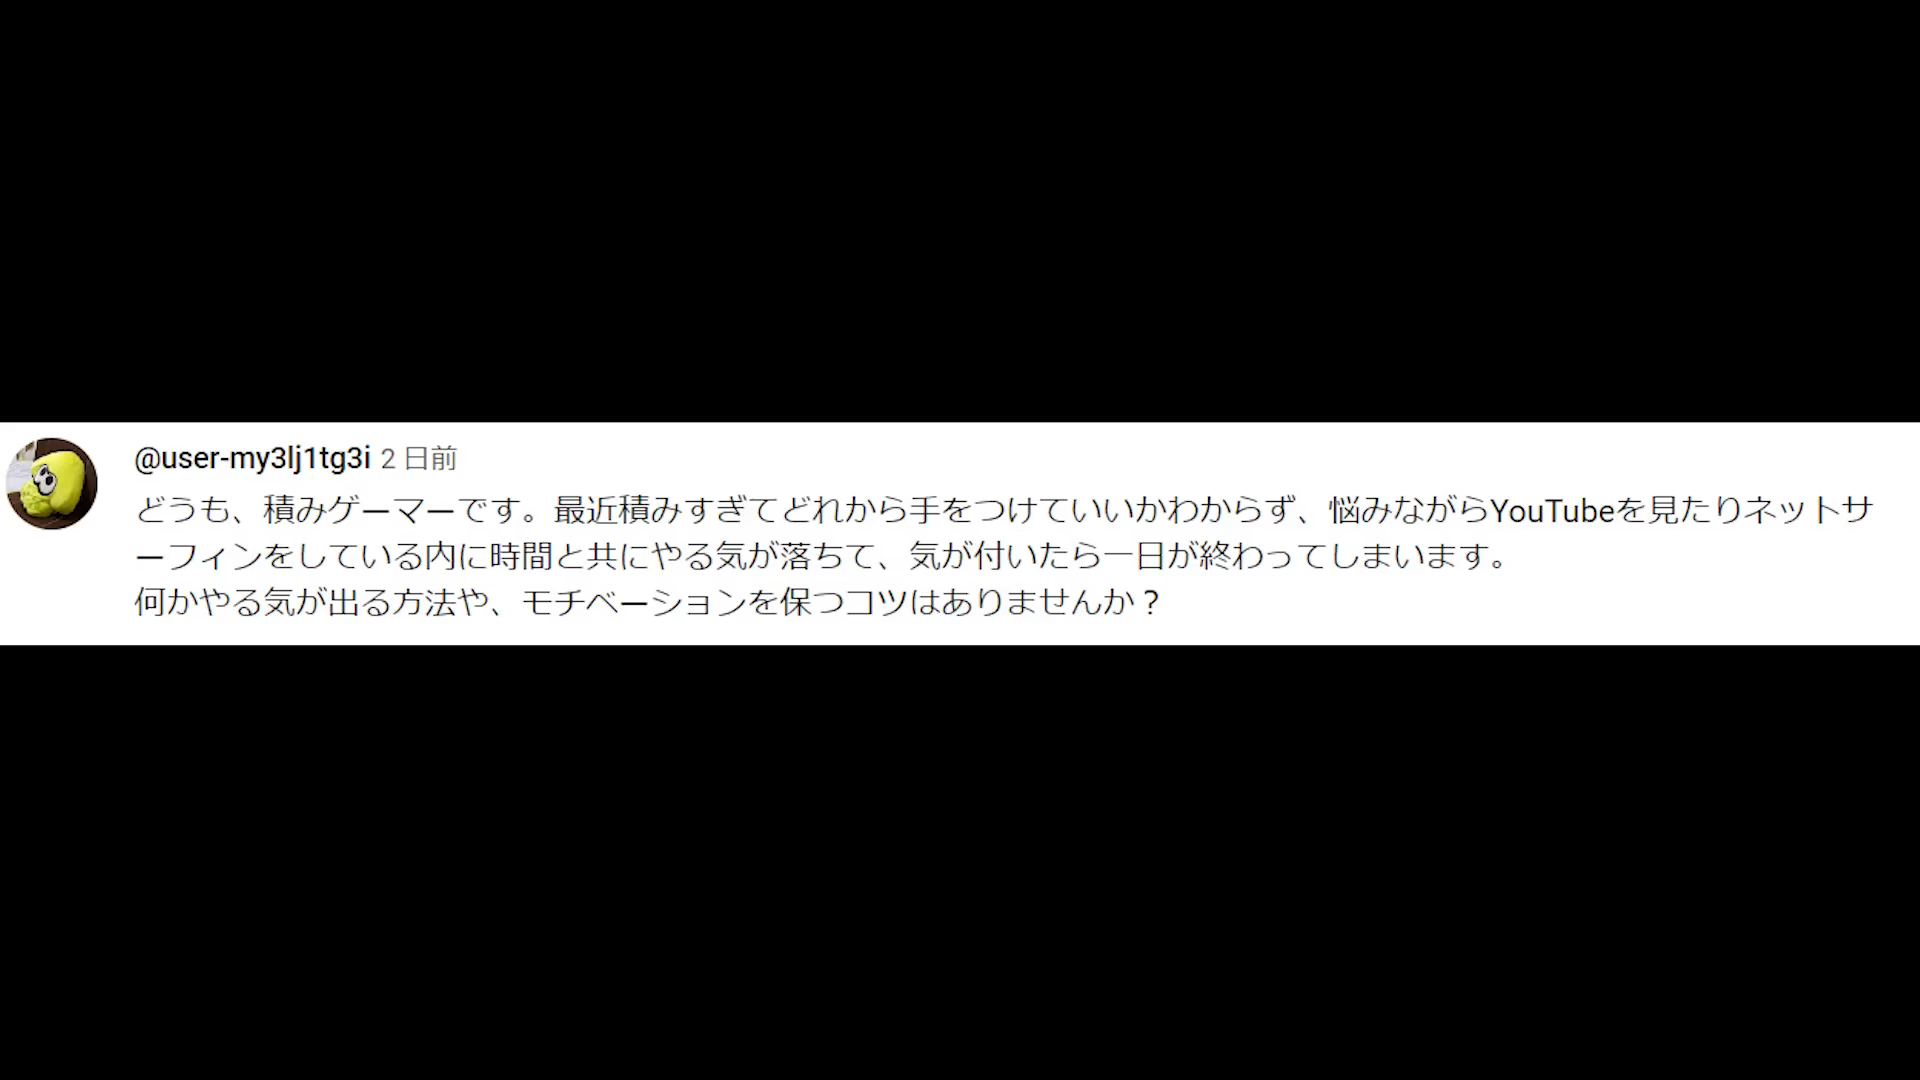 @user-my3lj1tg3i 2 日前
どうも、積みゲーマーです。最近積みすぎてどれから手をつけていいかわからず、悩みながらYouTubeを見たりネットサ
ーフィンをしている内に時間と共にやる気が落ちて、気が付いたら一日が終わってしまいます。
何かやる気が出る方法や、モチベーションを保つコツはありませんか？